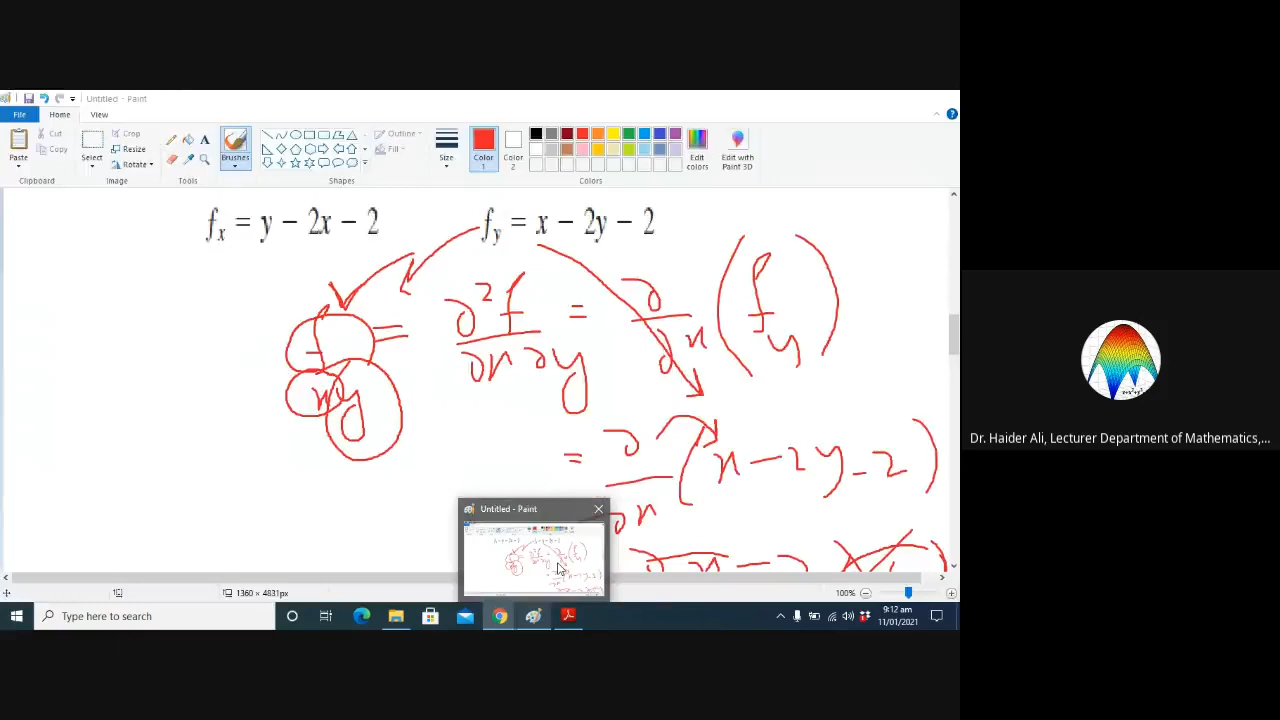 Untitled - Paint
File Home View
Paste Cut Copy Select Crop Resize Rotate Brushes Outline Fill Size Color 1 Color 2 Edit colors Edit with Paint 3D
Clipboard Image Tools Shapes Colors
f_x = y − 2x − 2 f_y = x − 2y − 2
f_xy = ∂²f/∂x∂y = ∂/∂x (f_y)
= ∂/∂x (x − 2y − 2)
Untitled - Paint
Dr. Haider Ali, Lecturer Department of Mathematics,...
1360 × 4831px 100%
Type here to search
9:12 am
11/01/2021